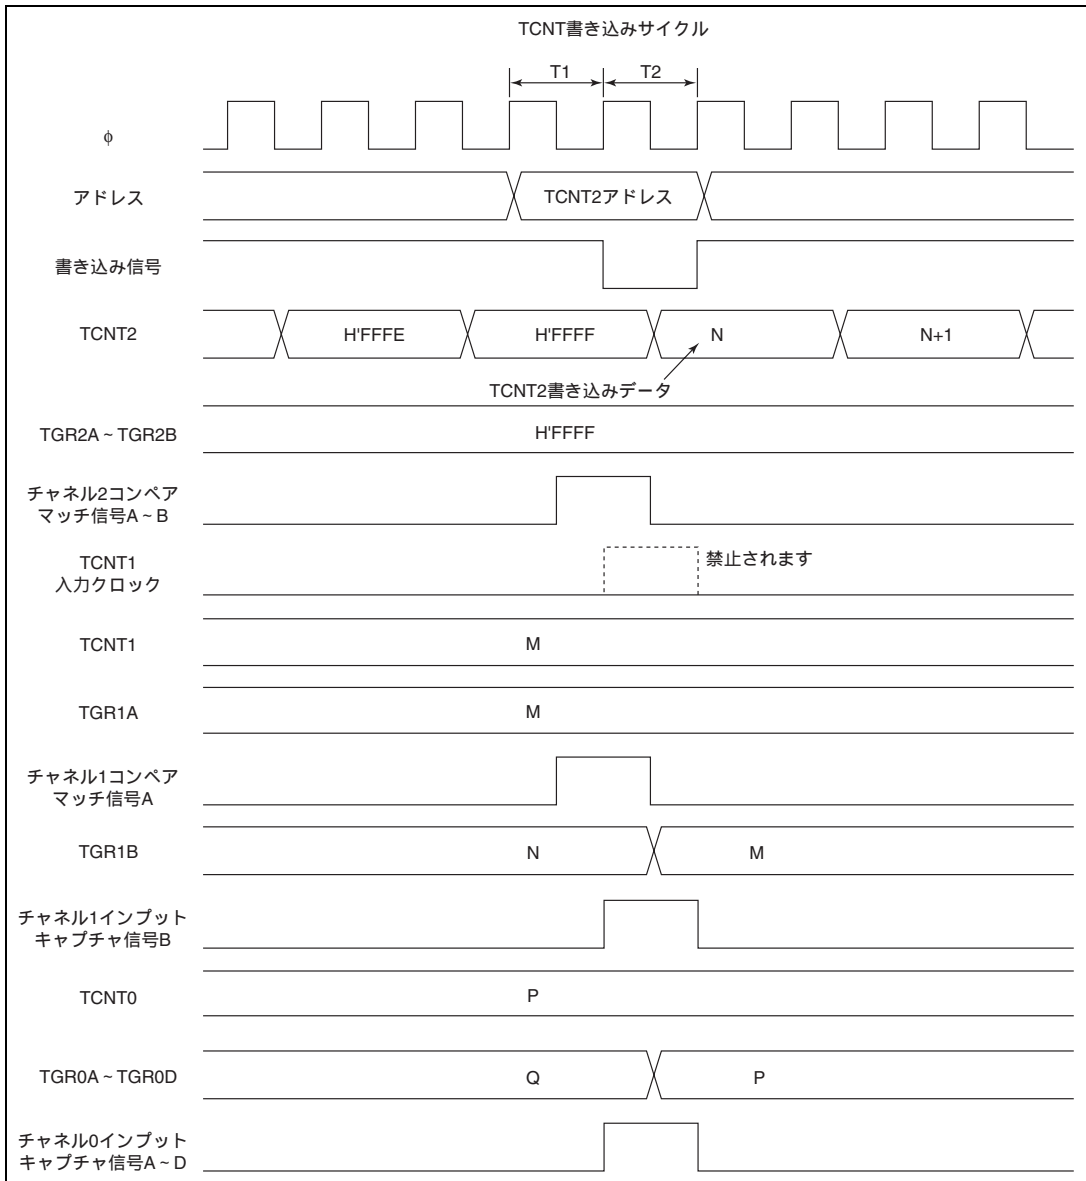 TCNT書き込みサイクル
T1 T2
ϕ
アドレス TCNT2アドレス
書き込み信号
TCNT2 H'FFFE H'FFFF N N+1
TCNT2書き込みデータ
TGR2A ~ TGR2B H'FFFF
チャネル2コンペア
マッチ信号A ~ B
TCNT1
入力クロック
禁止されます
TCNT1 M
TGR1A M
チャネル1コンペア
マッチ信号A
TGR1B N M
チャネル1インプット
キャプチャ信号B
TCNT0 P
TGR0A ~ TGR0D Q P
チャネル0インプット
キャプチャ信号A ~ D